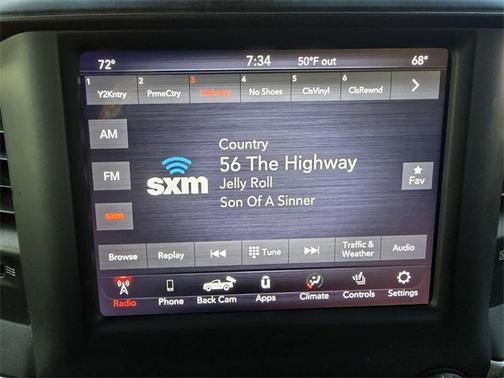 72° 7:34 50°F out 68°
1 2 3 4 5 6
Y2Kntry PrmeCtry Highway No Shoes ClsVinyl ClsRewnd
AM
Country
56 The Highway
FM
sxm
Jelly Roll
Fav
Son Of A Sinner
sxm
Browse Replay Tune Traffic & Weather Audio
Radio Phone Back Cam Apps Climate Controls Settings